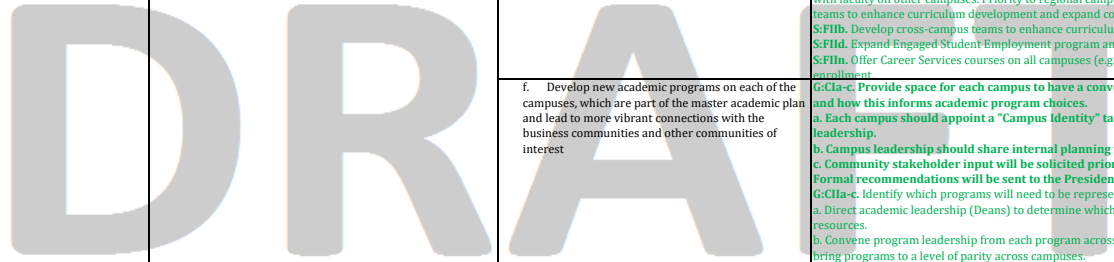 DRAFT
with faculty on other campuses. Priority to regional camp
teams to enhance curriculum development and expand co
S:FIIb. Develop cross-campus teams to enhance curriculu
S:FIId. Expand Engaged Student Employment program an
S:FIIn. Offer Career Services courses on all campuses (e.g.
enrollment.
f. Develop new academic programs on each of the
campuses, which are part of the master academic plan
and lead to more vibrant connections with the
business communities and other communities of
interest
G:CIa-c. Provide space for each campus to have a conve
and how this informs academic program choices.
a. Each campus should appoint a "Campus Identity" ta
leadership.
b. Campus leadership should share internal planning
c. Community stakeholder input will be solicited prior
Formal recommendations will be sent to the Presiden
G:CIIa-c. Identify which programs will need to be represe
a. Direct academic leadership (Deans) to determine which
resources.
b. Convene program leadership from each program across
bring programs to a level of parity across campuses.